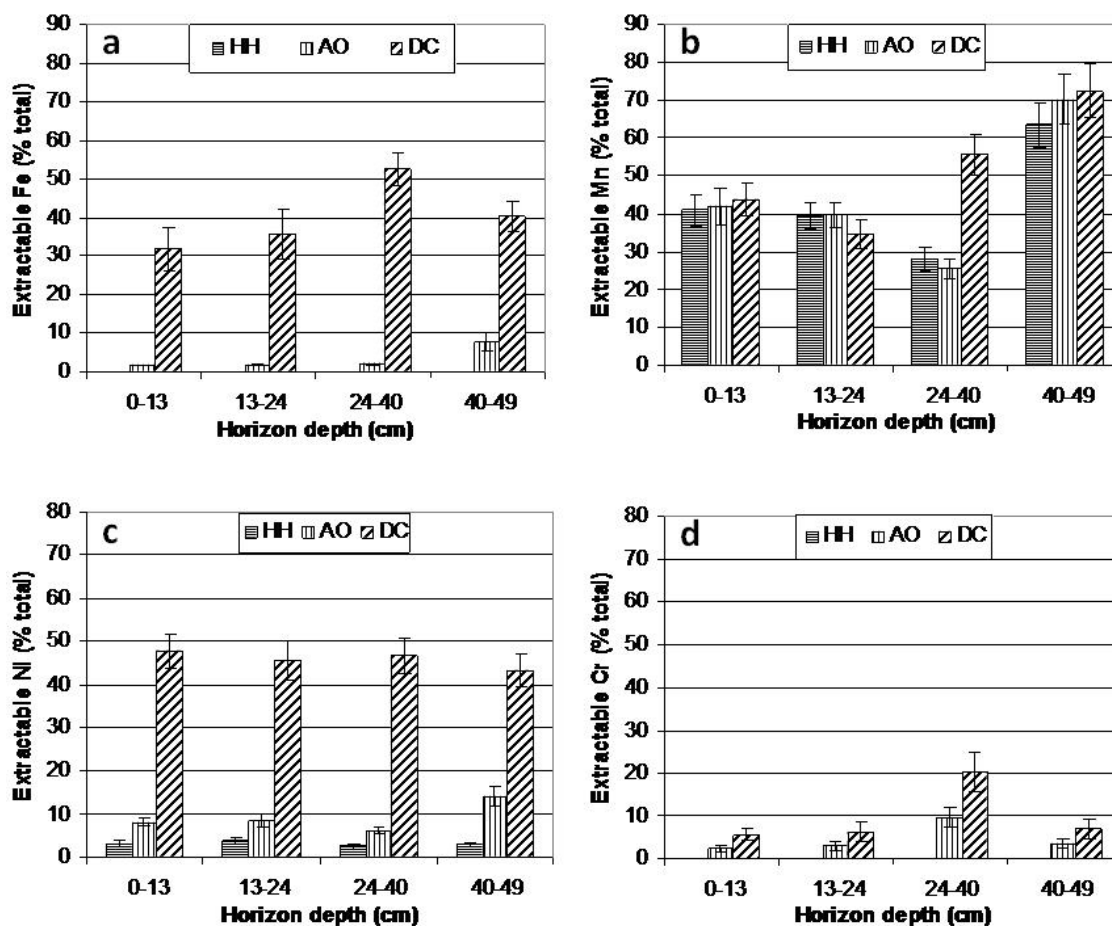 a
HH AO DC
Extractable Fe (% total)
90
80
70
60
50
40
30
20
10
0
0-13 13-24 24-40 40-49
Horizon depth (cm)
b
HH AO DC
Extractable Mn (% total)
90
80
70
60
50
40
30
20
10
0
0-13 13-24 24-40 40-49
Horizon depth (cm)
c
HH AO DC
Extractable Ni (% total)
80
70
60
50
40
30
20
10
0
0-13 13-24 24-40 40-49
Horizon depth (cm)
d
HH AO DC
Extractable Cr (% total)
80
70
60
50
40
30
20
10
0
0-13 13-24 24-40 40-49
Horizon depth (cm)